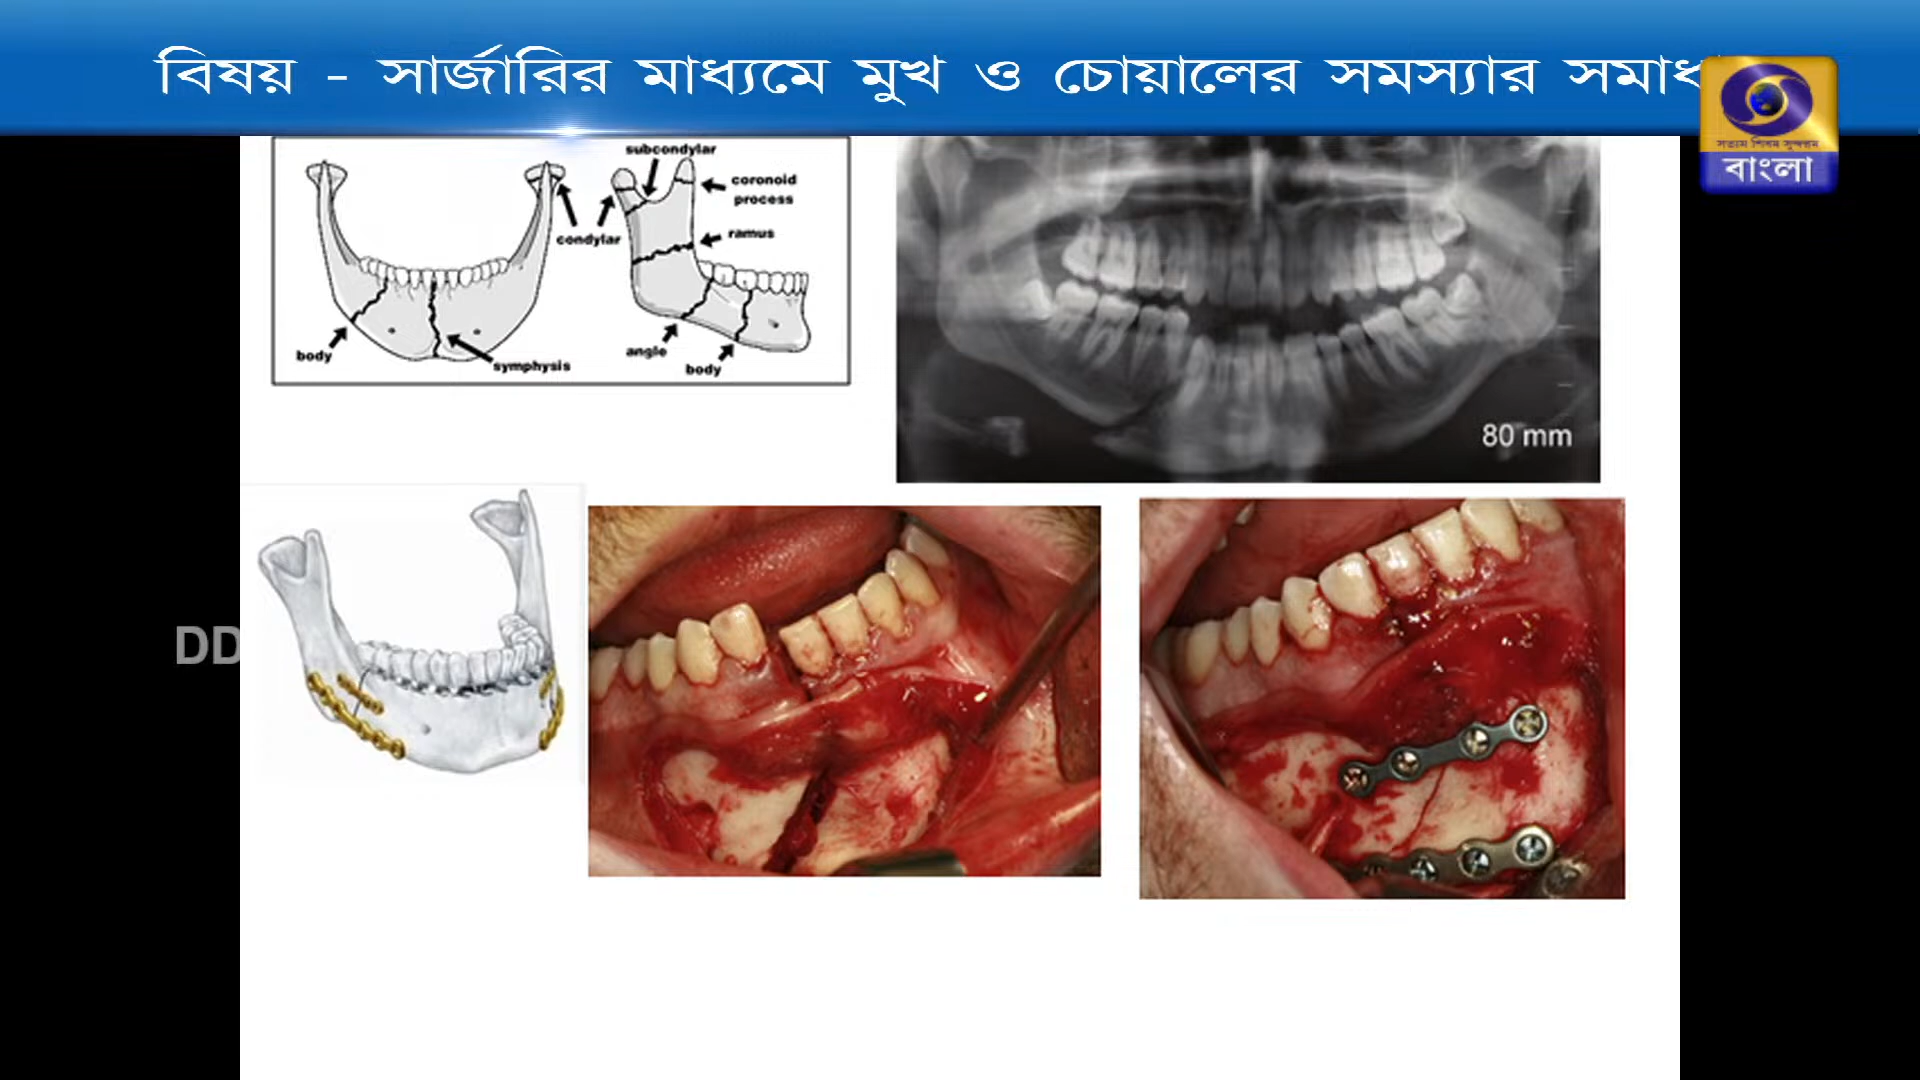 বিষয় - সার্জারির মাধ্যমে মুখ ও চোয়ালের সমস্যার সমাধ
সত্যম শিবম সুন্দরম
বাংলা
subcondylar
coronoid
process
ramus
condylar
body
symphysis
angle
body
80 mm
DD